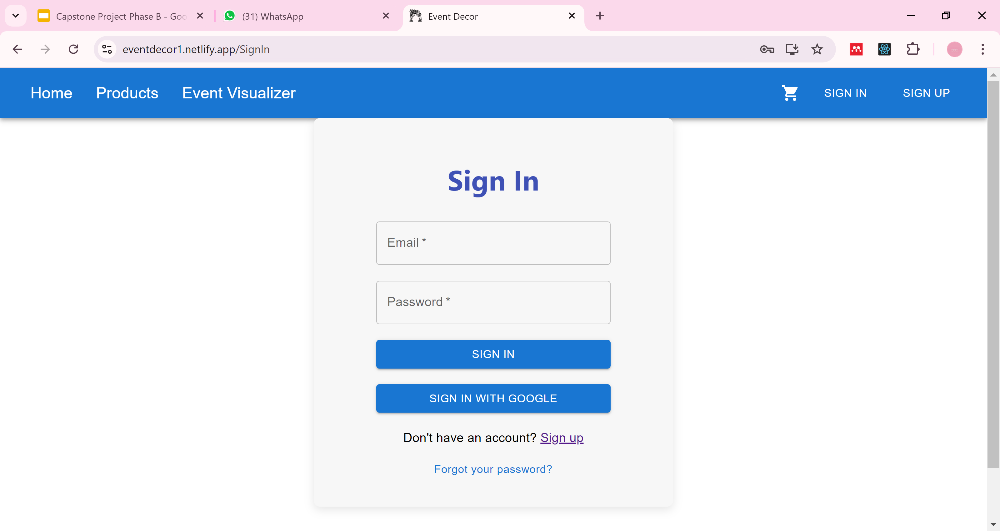 Capstone Project Phase B - Goo
(31) WhatsApp
Event Decor
eventdecor1.netlify.app/SignIn
Home Products Event Visualizer SIGN IN SIGN UP
Sign In
Email *
Password *
SIGN IN
SIGN IN WITH GOOGLE
Don't have an account? Sign up
Forgot your password?